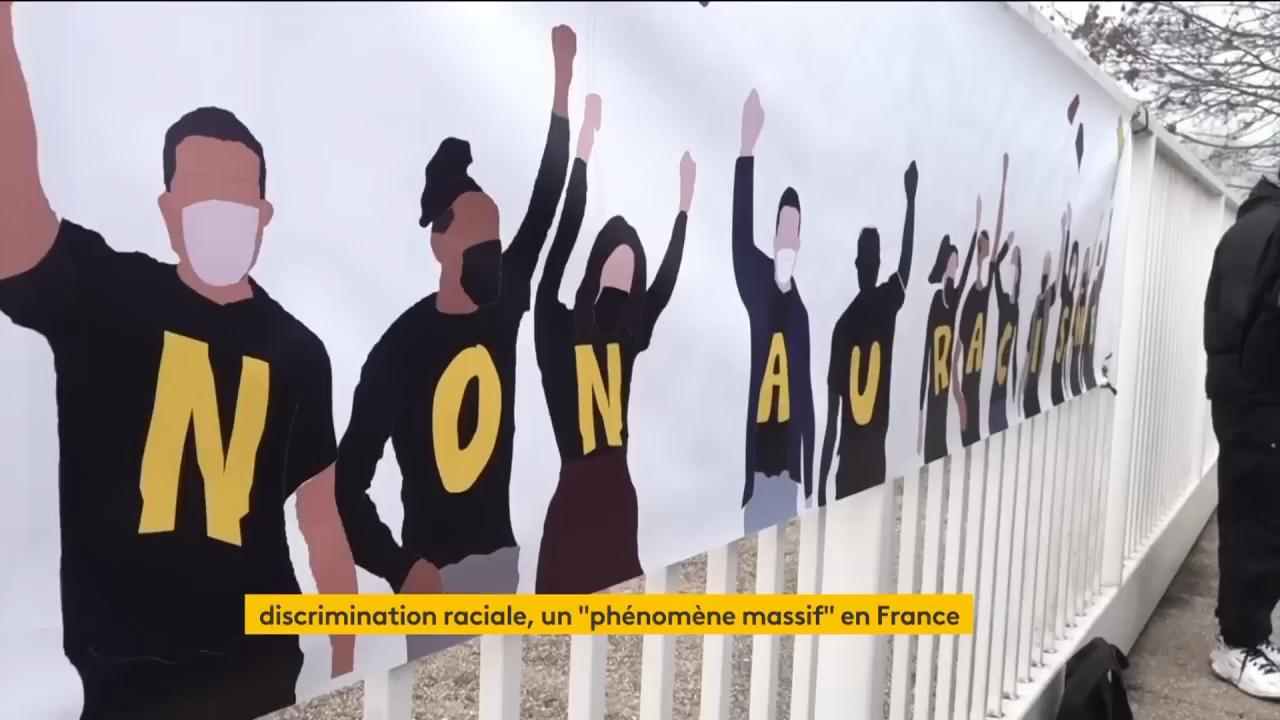 NON AU RACISME
discrimination raciale, un "phénomène massif" en France